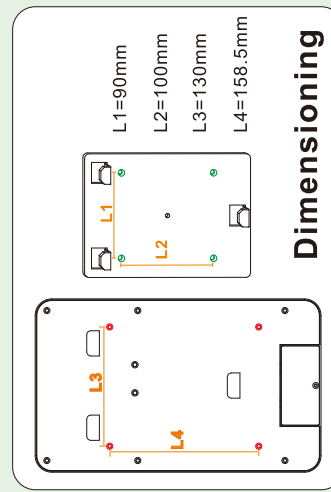 Dimensioning
L1=90mm
L2=100mm
L3=130mm
L4=158.5mm
L1
L2
L3
L4